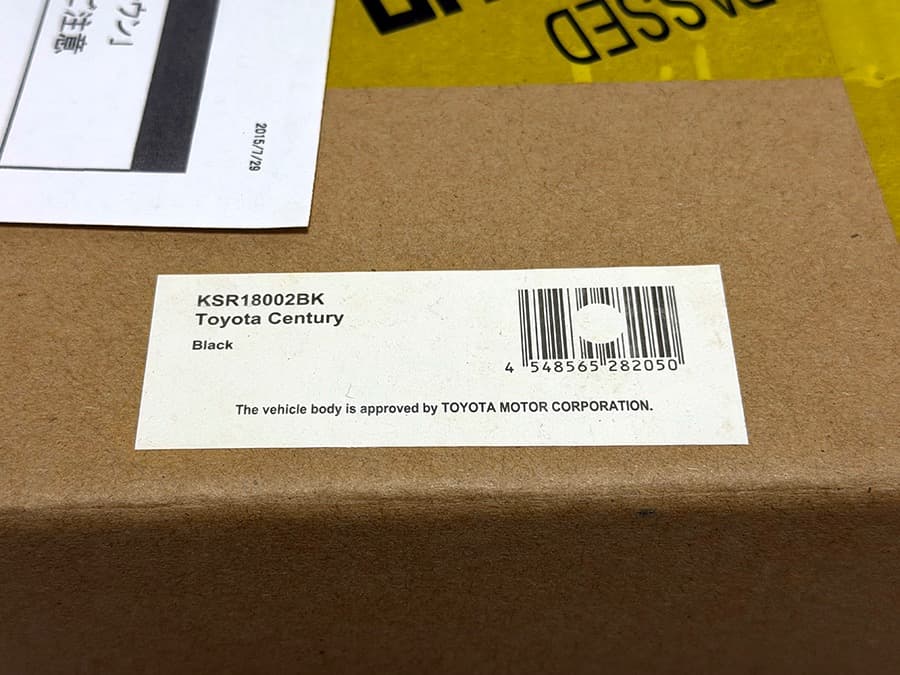 ウン」
ご注意
2015/7/29
PASSED
KSR18002BK
Toyota Century
Black
4 548565 282050
The vehicle body is approved by TOYOTA MOTOR CORPORATION.